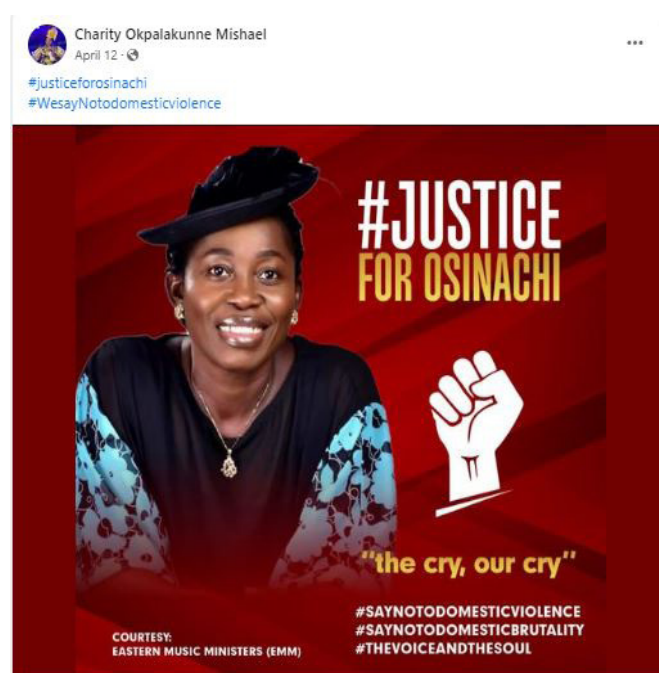 Charity Okpalakunne Mishael
April 12 ·
#justiceforosinachi
#WesayNotodomesticviolence
#JUSTICE
FOR OSINACHI
"the cry, our cry"
#SAYNOTODOMESTICVIOLENCE
#SAYNOTODOMESTICBRUTALITY
#THEVOICEANDTHESOUL
COURTESY:
EASTERN MUSIC MINISTERS (EMM)